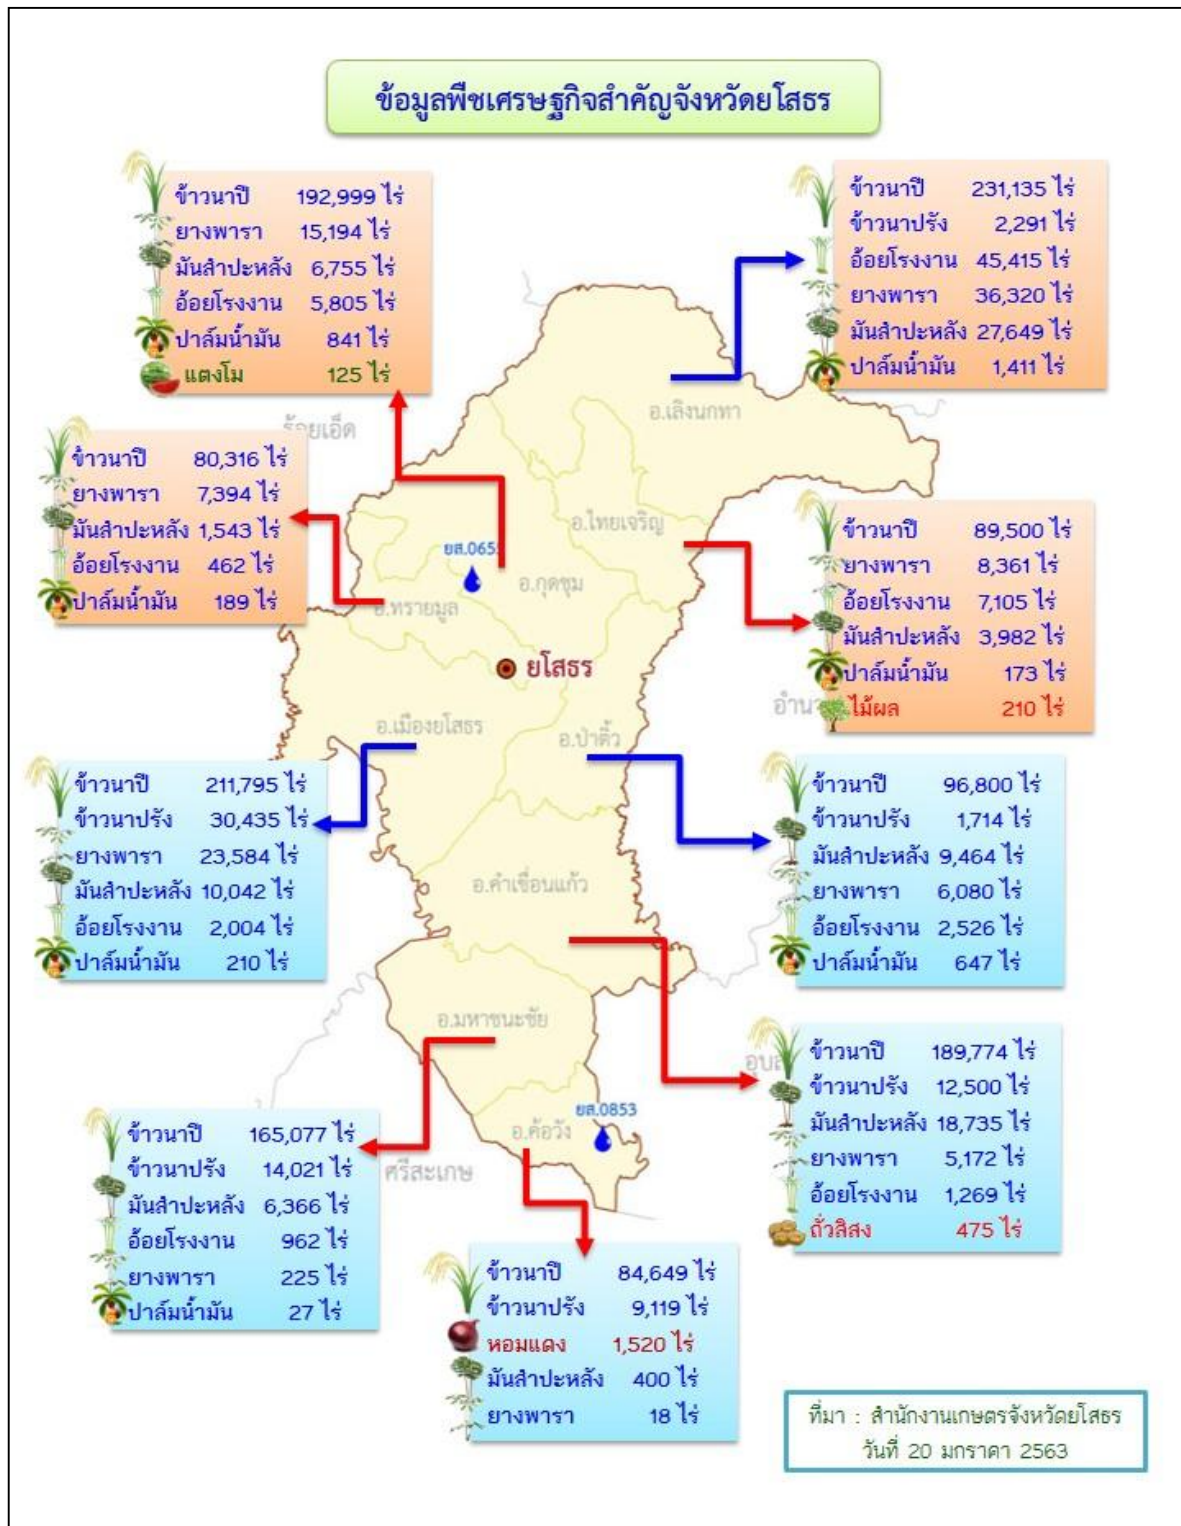 ข้อมูลพืชเศรษฐกิจสำคัญจังหวัดยโสธร
ข้าวนาปี 192,999 ไร่
ยางพารา 15,194 ไร่
มันสำปะหลัง 6,755 ไร่
อ้อยโรงงาน 5,805 ไร่
ปาล์มน้ำมัน 841 ไร่
แตงโม 125 ไร่
ข้าวนาปี 231,135 ไร่
ข้าวนาปรัง 2,291 ไร่
อ้อยโรงงาน 45,415 ไร่
ยางพารา 36,320 ไร่
มันสำปะหลัง 27,649 ไร่
ปาล์มน้ำมัน 1,411 ไร่
อ.เลิงนกทา
ร้อยเอ็ด
ข้าวนาปี 80,316 ไร่
ยางพารา 7,394 ไร่
มันสำปะหลัง 1,543 ไร่
อ้อยโรงงาน 462 ไร่
ปาล์มน้ำมัน 189 ไร่
อ.ไทยเจริญ
ยส.065
อ.กุดชุม
อ.ทรายมูล
ข้าวนาปี 89,500 ไร่
ยางพารา 8,361 ไร่
อ้อยโรงงาน 7,105 ไร่
มันสำปะหลัง 3,982 ไร่
ปาล์มน้ำมัน 173 ไร่
ไม้ผล 210 ไร่
ยโสธร
อำนา
อ.เมืองยโสธร
อ.ป่าติ้ว
ข้าวนาปี 211,795 ไร่
ข้าวนาปรัง 30,435 ไร่
ยางพารา 23,584 ไร่
มันสำปะหลัง 10,042 ไร่
อ้อยโรงงาน 2,004 ไร่
ปาล์มน้ำมัน 210 ไร่
ข้าวนาปี 96,800 ไร่
ข้าวนาปรัง 1,714 ไร่
มันสำปะหลัง 9,464 ไร่
ยางพารา 6,080 ไร่
อ้อยโรงงาน 2,526 ไร่
ปาล์มน้ำมัน 647 ไร่
อ.คำเขื่อนแก้ว
อ.มหาชนะชัย
อุบล
ข้าวนาปี 189,774 ไร่
ข้าวนาปรัง 12,500 ไร่
มันสำปะหลัง 18,735 ไร่
ยางพารา 5,172 ไร่
อ้อยโรงงาน 1,269 ไร่
ถั่วลิสง 475 ไร่
ยส.0853
อ.ค้อวัง
ศรีสะเกษ
ข้าวนาปี 165,077 ไร่
ข้าวนาปรัง 14,021 ไร่
มันสำปะหลัง 6,366 ไร่
อ้อยโรงงาน 962 ไร่
ยางพารา 225 ไร่
ปาล์มน้ำมัน 27 ไร่
ข้าวนาปี 84,649 ไร่
ข้าวนาปรัง 9,119 ไร่
หอมแดง 1,520 ไร่
มันสำปะหลัง 400 ไร่
ยางพารา 18 ไร่
ที่มา : สำนักงานเกษตรจังหวัดยโสธร
วันที่ 20 มกราคม 2563